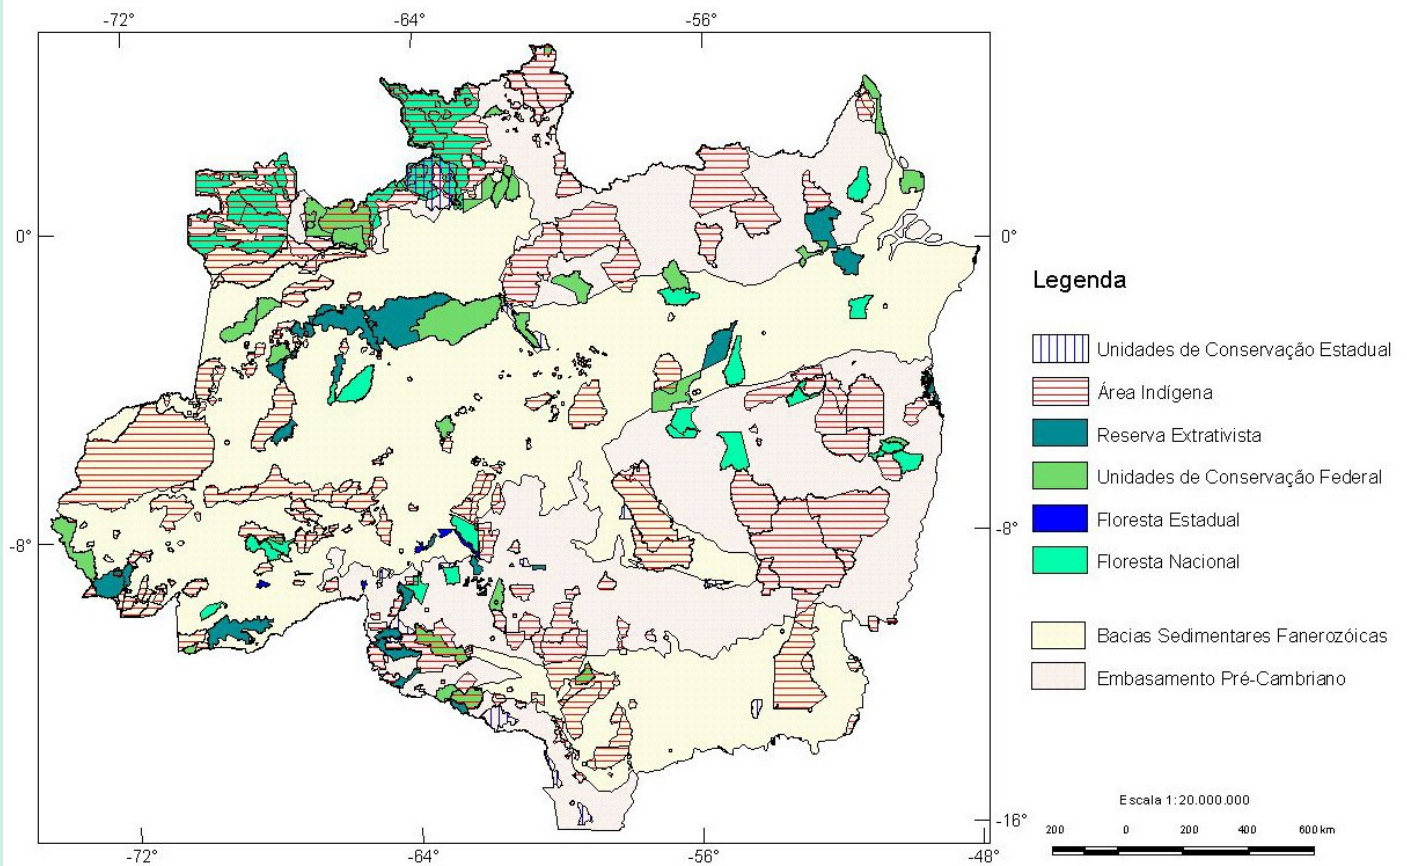 -72° -64° -56°
0° 0°
-8° -8°
-16°
-72° -64° -56° -48°
Legenda
Unidades de Conservação Estadual
Área Indígena
Reserva Extrativista
Unidades de Conservação Federal
Floresta Estadual
Floresta Nacional
Bacias Sedimentares Fanerozóicas
Embasamento Pré-Cambriano
Escala 1:20.000.000
200 0 200 400 600 km